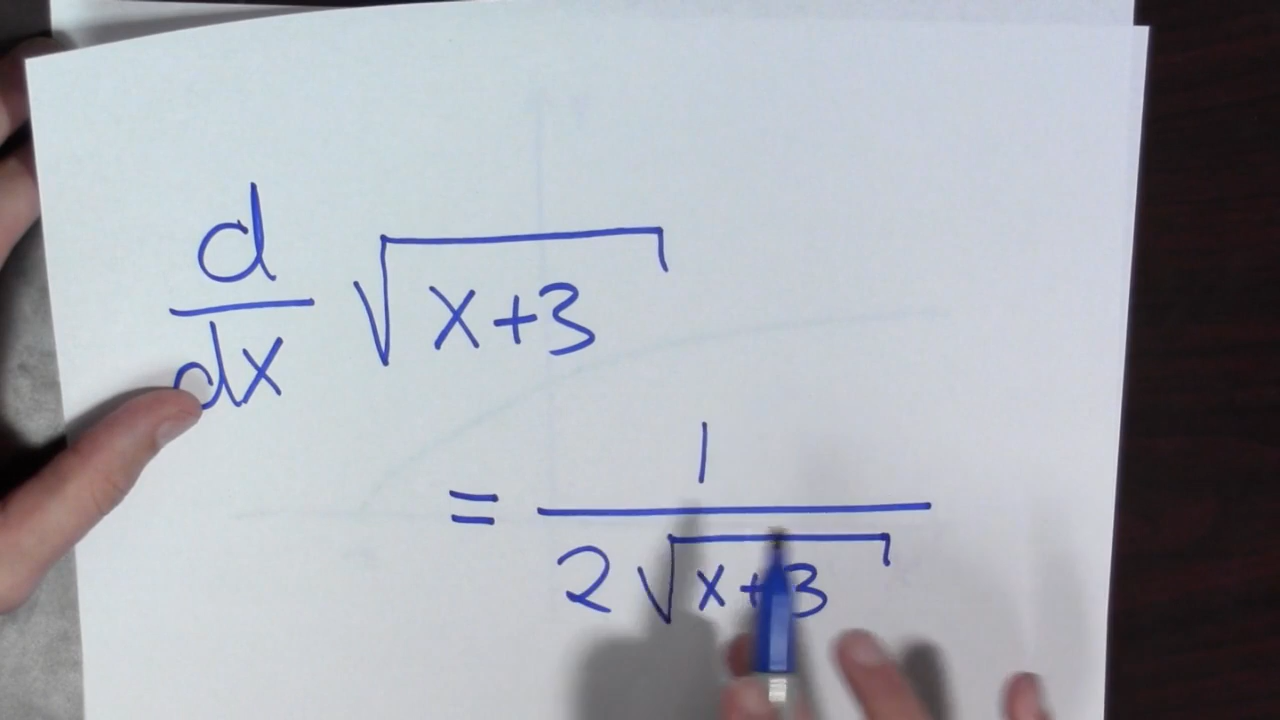 d/dx √(x+3)
= 1/(2√(x+3))